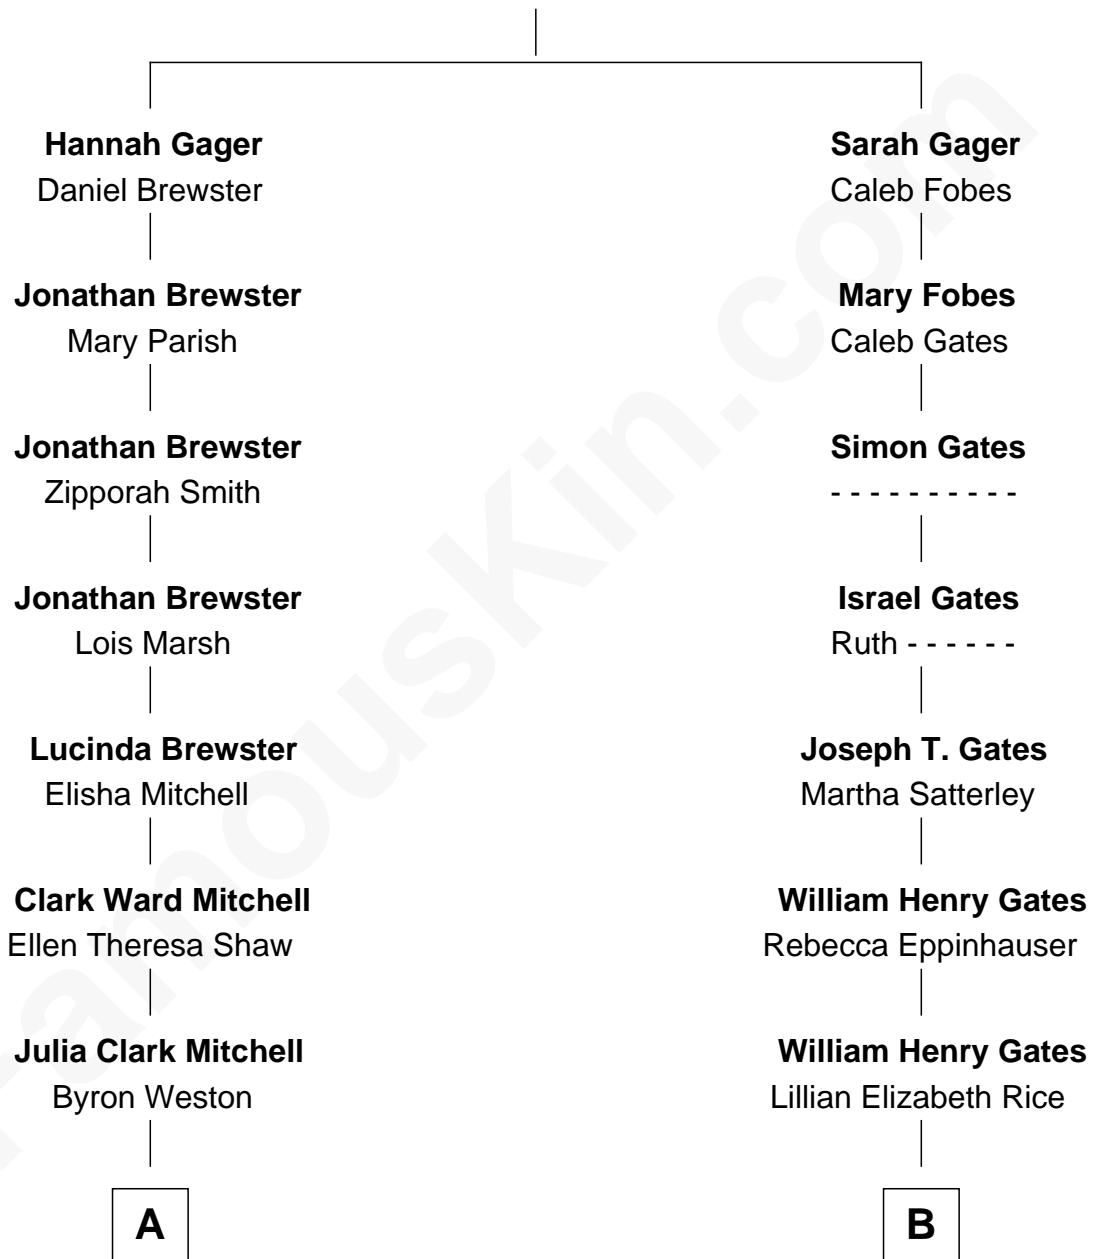 Hannah Gager
Daniel Brewster
Jonathan Brewster
Mary Parish
Jonathan Brewster
Zipporah Smith
Jonathan Brewster
Lois Marsh
Lucinda Brewster
Elisha Mitchell
Clark Ward Mitchell
Ellen Theresa Shaw
Julia Clark Mitchell
Byron Weston
A
Sarah Gager
Caleb Fobes
Mary Fobes
Caleb Gates
Simon Gates
- - - - - - - - - -
Israel Gates
Ruth - - - - - -
Joseph T. Gates
Martha Satterley
William Henry Gates
Rebecca Eppinhauser
William Henry Gates
Lillian Elizabeth Rice
B
FamousKin.com